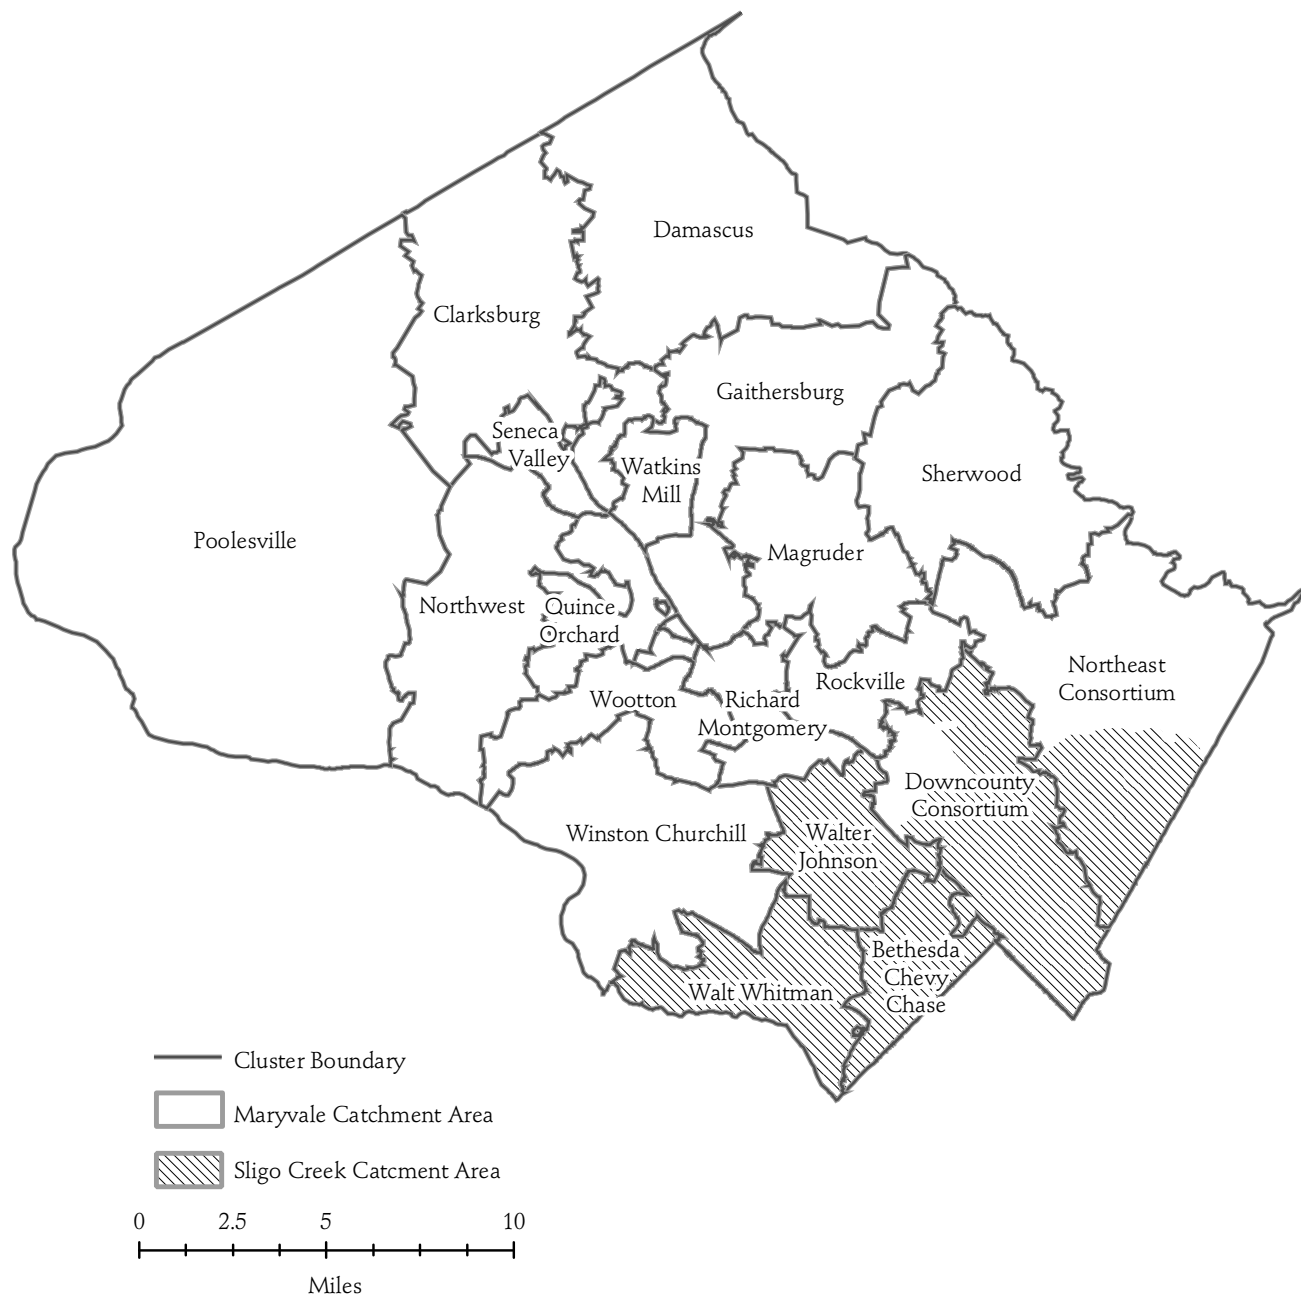 Damascus
Clarksburg
Gaithersburg
Seneca
Valley
Watkins
Mill
Sherwood
Poolesville
Magruder
Northwest
Quince
Orchard
Northeast
Consortium
Rockville
Wootton
Richard
Montgomery
Downcounty
Consortium
Winston Churchill
Walter
Johnson
Bethesda
Chevy
Chase
Walt Whitman
Cluster Boundary
Maryvale Catchment Area
Sligo Creek Catcment Area
0 2.5 5 10
Miles